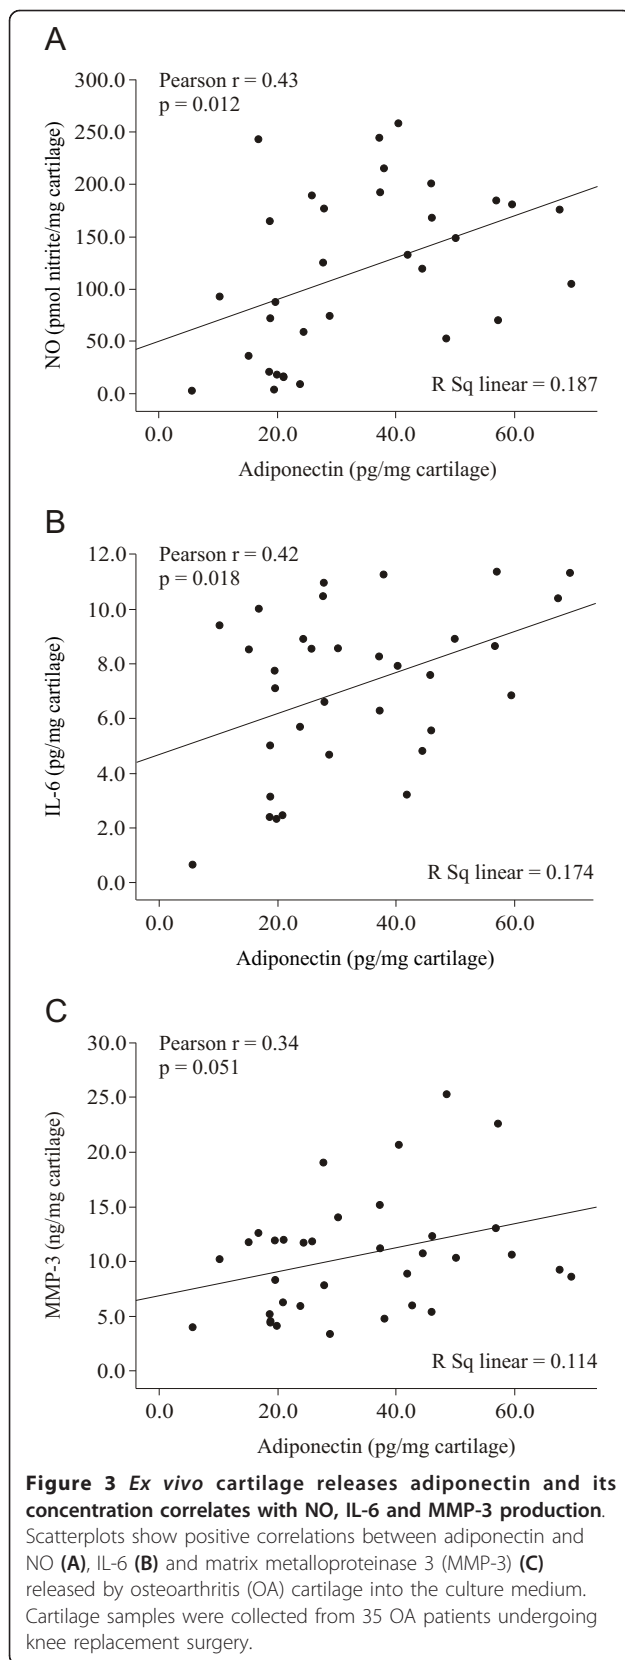 A
Pearson r = 0.43
p = 0.012
300.0
250.0
200.0
150.0
100.0
50.0
0.0
NO (pmol nitrite/mg cartilage)
R Sq linear = 0.187
0.0 20.0 40.0 60.0
Adiponectin (pg/mg cartilage)
B
Pearson r = 0.42
p = 0.018
12.0
10.0
8.0
6.0
4.0
2.0
0.0
IL-6 (pg/mg cartilage)
R Sq linear = 0.174
0.0 20.0 40.0 60.0
Adiponectin (pg/mg cartilage)
C
Pearson r = 0.34
p = 0.051
30.0
25.0
20.0
15.0
10.0
5.0
0.0
MMP-3 (ng/mg cartilage)
R Sq linear = 0.114
0.0 20.0 40.0 60.0
Adiponectin (pg/mg cartilage)
Figure 3 Ex vivo cartilage releases adiponectin and its
concentration correlates with NO, IL-6 and MMP-3 production.
Scatterplots show positive correlations between adiponectin and
NO (A), IL-6 (B) and matrix metalloproteinase 3 (MMP-3) (C)
released by osteoarthritis (OA) cartilage into the culture medium.
Cartilage samples were collected from 35 OA patients undergoing
knee replacement surgery.